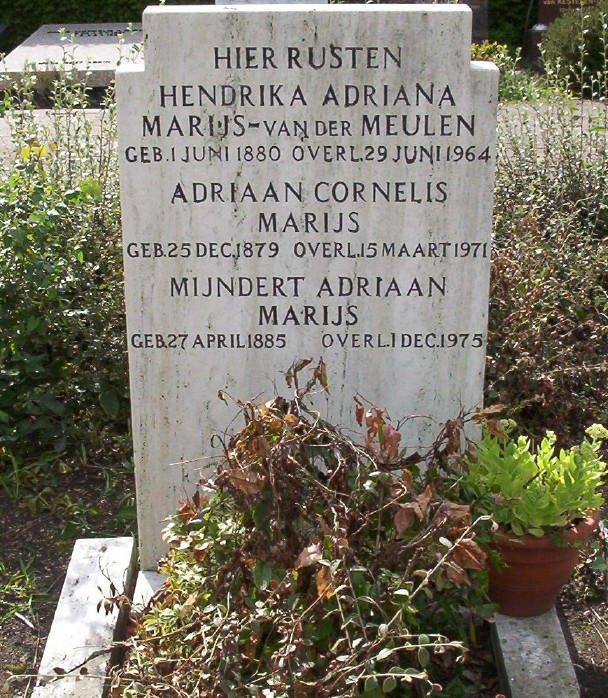 HIER RUSTEN
HENDRIKA ADRIANA
MARIJS-VAN DER MEULEN
GEB. 1 JUNI 1880 OVERL. 29 JUNI 1964
ADRIAAN CORNELIS
MARIJS
GEB. 25 DEC. 1879 OVERL. 15 MAART 1971
MIJNDERT ADRIAAN
MARIJS
GEB. 27 APRIL 1885 OVERL. 1 DEC. 1975